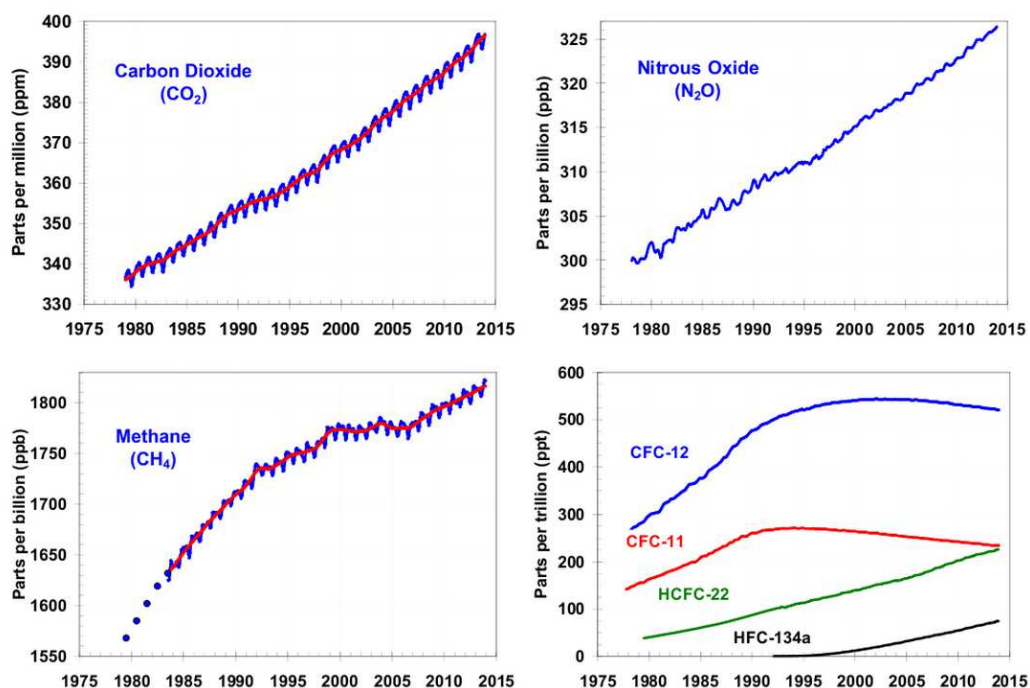 Parts per million (ppm)
400
390
380
370
360
350
340
330
Carbon Dioxide
(CO₂)
1975 1980 1985 1990 1995 2000 2005 2010 2015
Parts per billion (ppb)
325
320
315
310
305
300
295
Nitrous Oxide
(N₂O)
1975 1980 1985 1990 1995 2000 2005 2010 2015
Parts per billion (ppb)
1800
1750
1700
1650
1600
1550
Methane
(CH₄)
1975 1980 1985 1990 1995 2000 2005 2010 2015
Parts per trillion (ppt)
600
500
400
300
200
100
0
CFC-12
CFC-11
HCFC-22
HFC-134a
1975 1980 1985 1990 1995 2000 2005 2010 2015